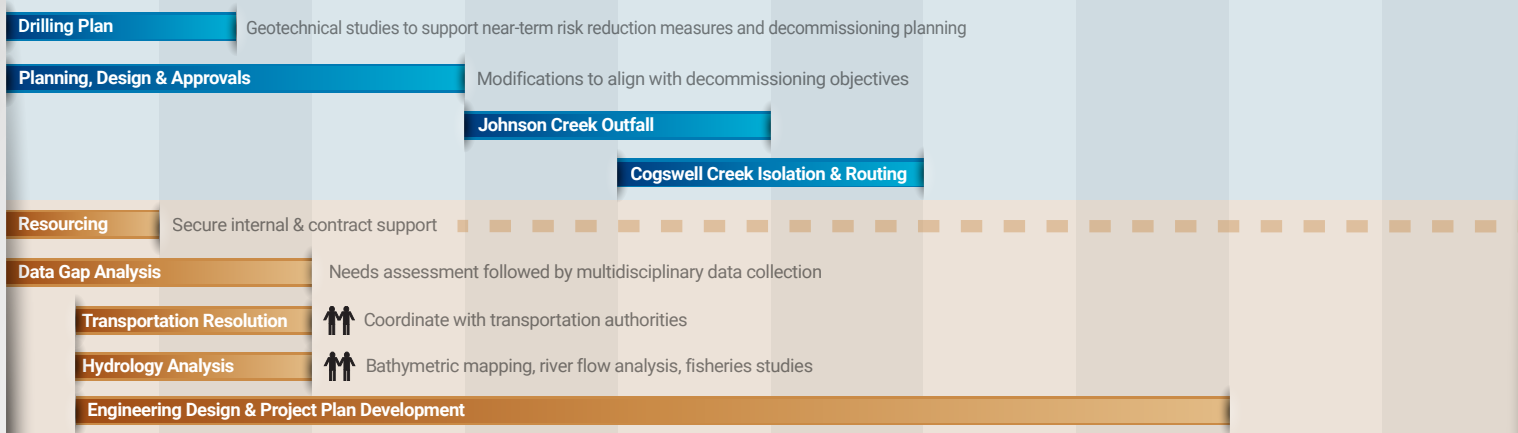 Drilling Plan Geotechnical studies to support near-term risk reduction measures and decommissioning planning
Planning, Design & Approvals Modifications to align with decommissioning objectives
Johnson Creek Outfall
Cogswell Creek Isolation & Routing
Resourcing Secure internal & contract support
Data Gap Analysis Needs assessment followed by multidisciplinary data collection
Transportation Resolution Coordinate with transportation authorities
Hydrology Analysis Bathymetric mapping, river flow analysis, fisheries studies
Engineering Design & Project Plan Development